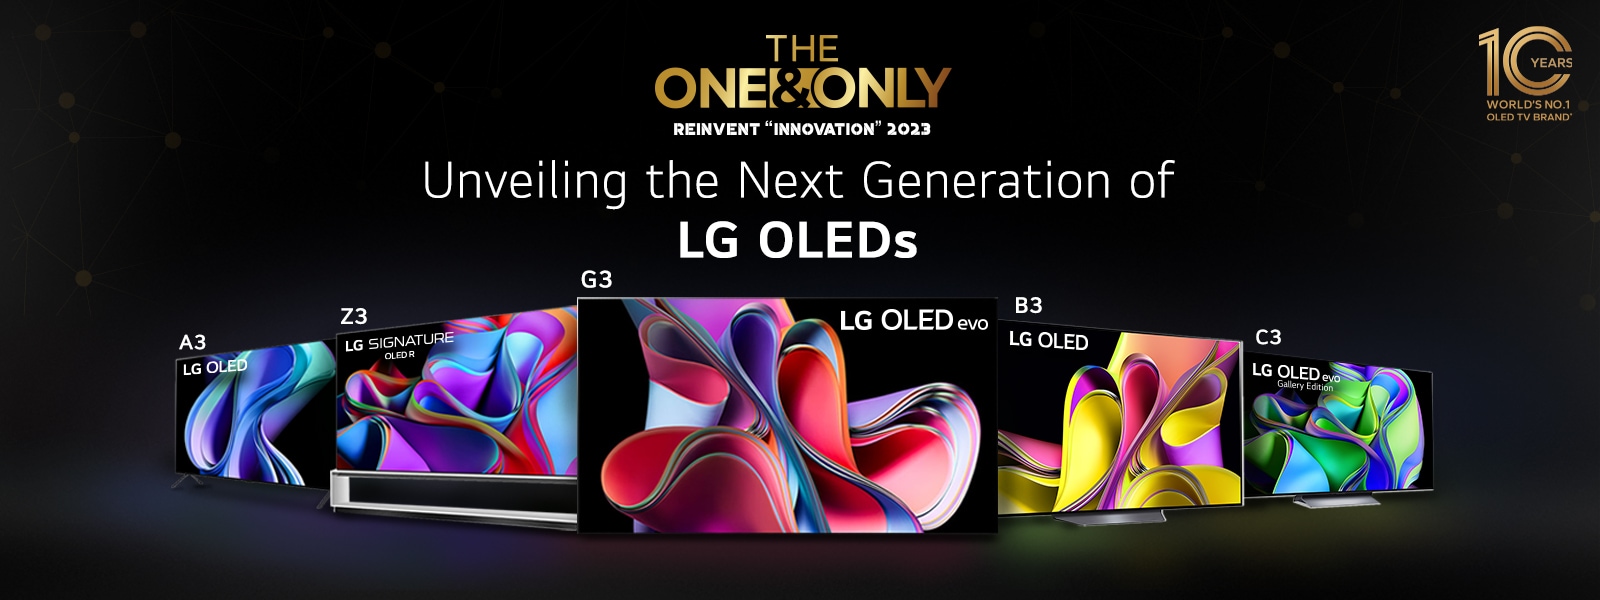 THE
ONE&ONLY
REINVENT “INNOVATION” 2023
10 YEARS
WORLD'S NO.1
OLED TV BRAND*
Unveiling the Next Generation of
LG OLEDs
A3
LG OLED
Z3
LG SIGNATURE
OLED R
G3
LG OLED evo
B3
LG OLED
C3
LG OLED evo
Gallery Edition